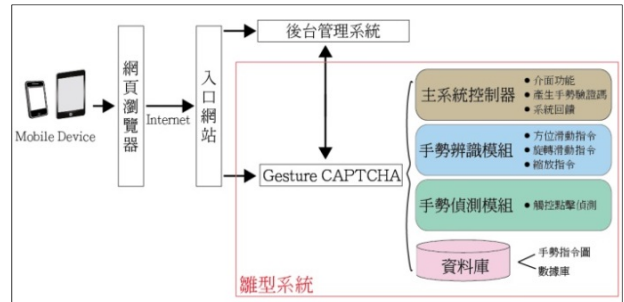 Mobile Device
網頁瀏覽器
Internet
入口網站
後台管理系統
Gesture CAPTCHA
主系統控制器
● 介面功能
● 產生手勢驗證碼
● 系統回饋
手勢辨識模組
● 方位滑動指令
● 旋轉滑動指令
● 縮放指令
手勢偵測模組
● 觸控點擊偵測
資料庫
手勢指令圖
數據庫
雛型系統